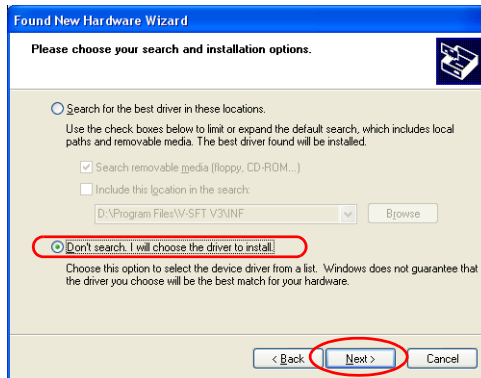 Found New Hardware Wizard
Please choose your search and installation options.
Search for the best driver in these locations.
Use the check boxes below to limit or expand the default search, which includes local
paths and removable media. The best driver found will be installed.
Search removable media (floppy, CD-ROM...)
Include this location in the search:
D:\Program Files\V-SFT V3\INF
Browse
Don't search. I will choose the driver to install.
Choose this option to select the device driver from a list. Windows does not guarantee that
the driver you choose will be the best match for your hardware.
< Back
Next >
Cancel